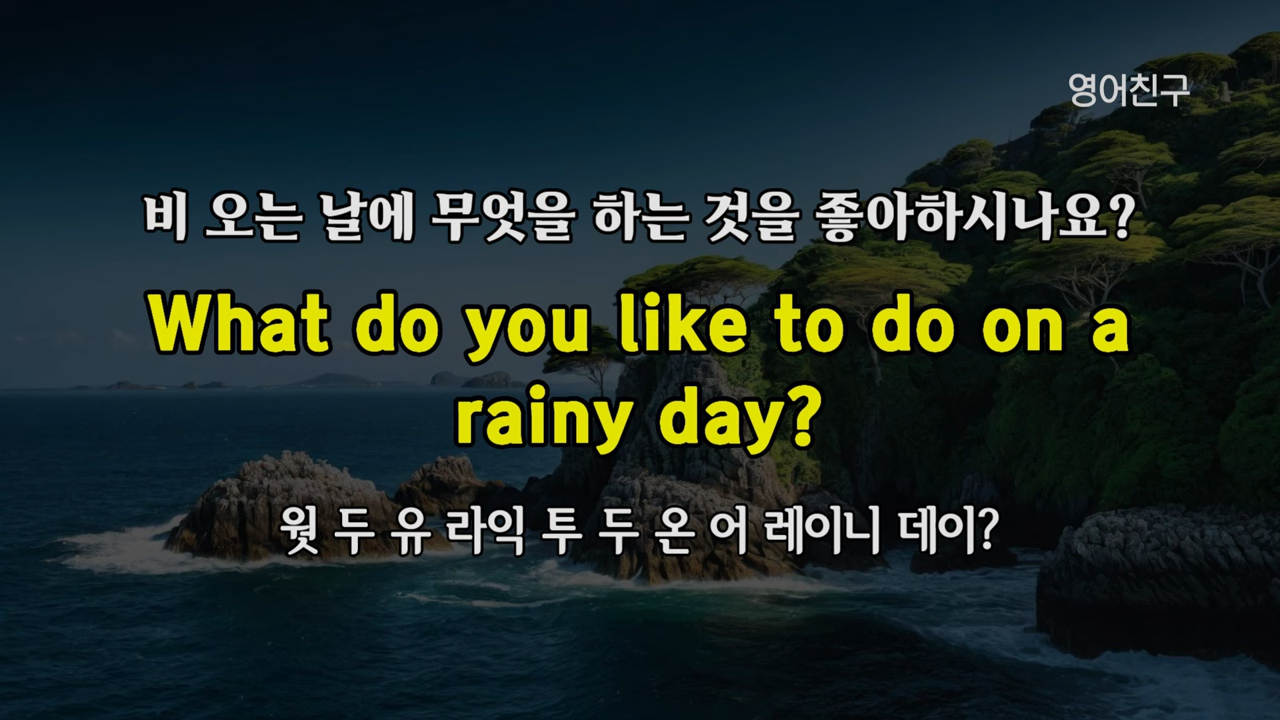 영어친구
비 오는 날에 무엇을 하는 것을 좋아하시나요?
What do you like to do on a
rainy day?
웟 두 유 라익 투 두 온 어 레이니 데이?